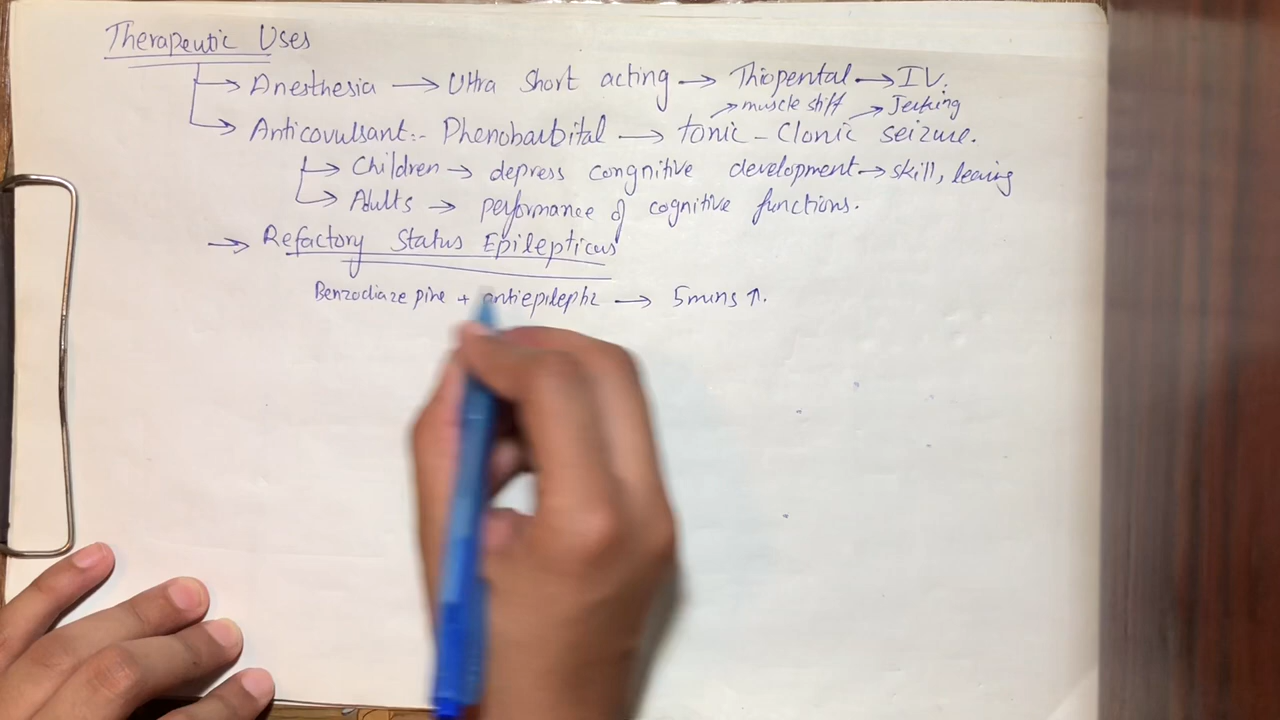 Therapeutic Uses
→ Anesthesia → Ultra Short acting → Thiopental → IV.
→ muscle stiff → Jerking
→ Anticovulsant:- Phenobarbital → tonic - Clonic seizure.
→ Children → depress congnitive development → skill, learing
→ Adults → performance of cognitive functions.
→ Refactory Status Epilepticus
Benzodiazepine + antiepileptic → 5mins ↑.